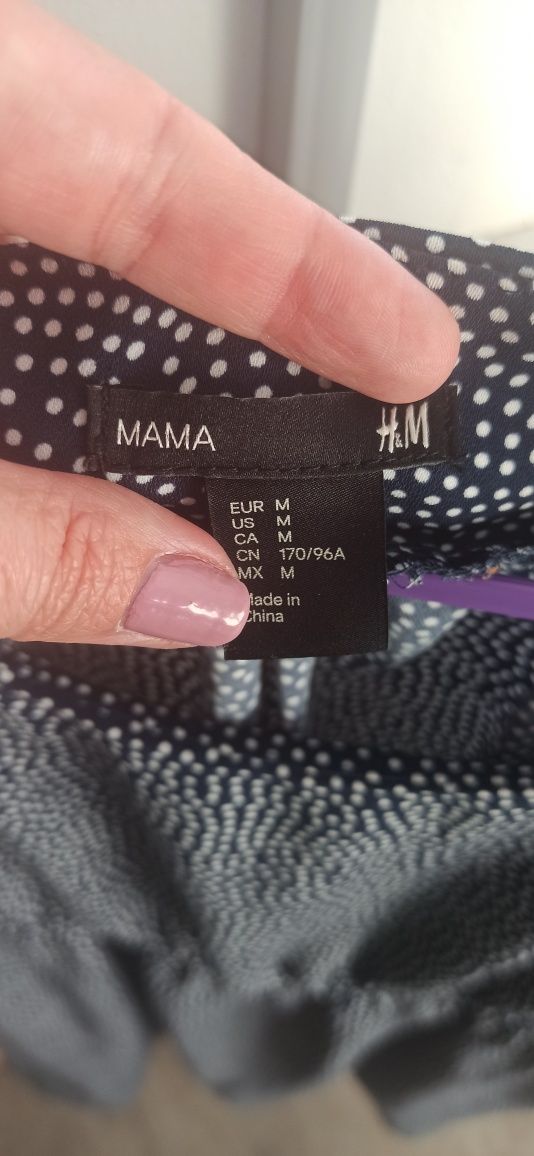 MAMA H&M
EUR M
US M
CA M
CN 170/96A
MX M
Made in
China